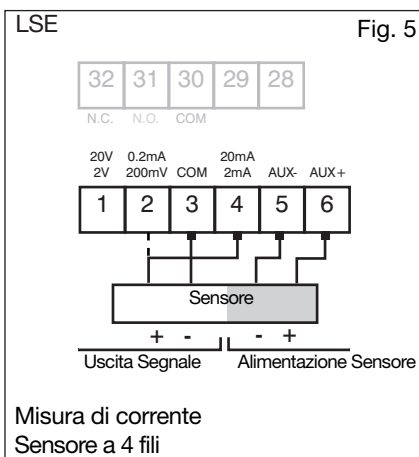 LSE Fig. 5
32 31 30 29 28
N.C. N.O. COM
20V 0.2mA 20mA
2V 200mV COM 2mA AUX- AUX+
1 2 3 4 5 6
Sensore
+ - - +
Uscita Segnale Alimentazione Sensore
Misura di corrente
Sensore a 4 fili